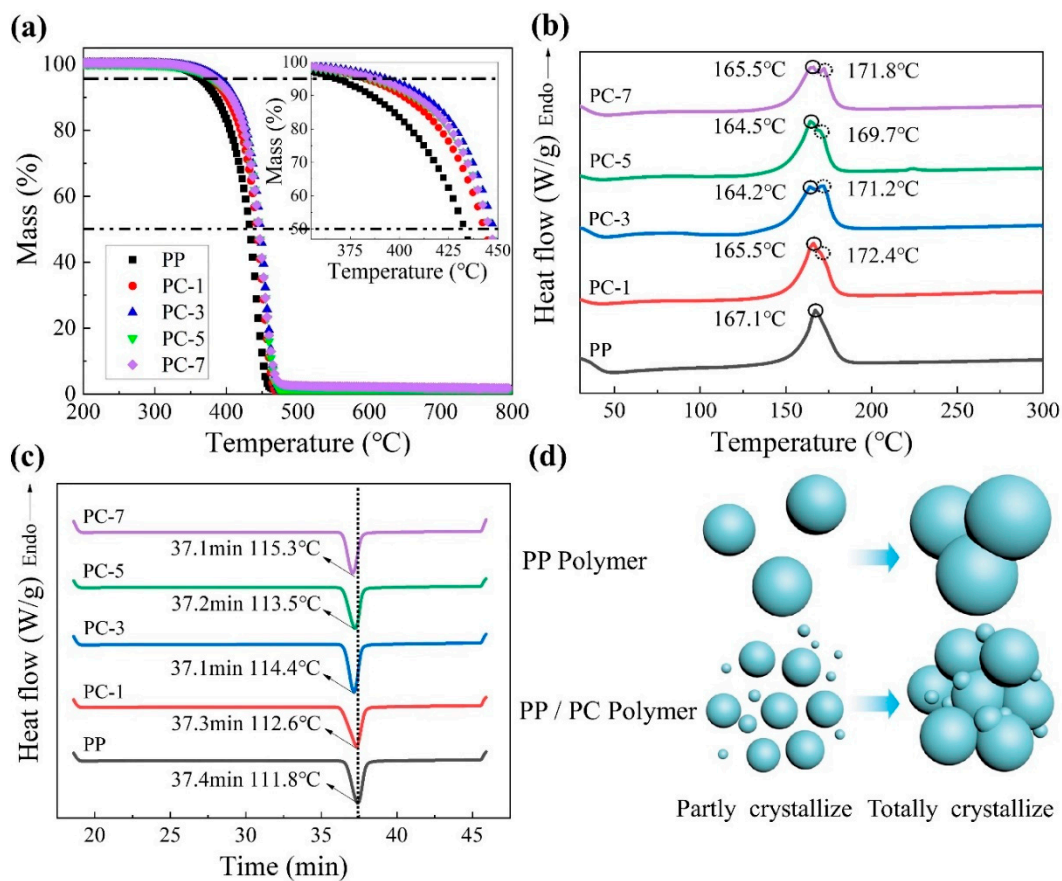 (a)
100
80
60
40
20
0
Mass (%)
200 300 400 500 600 700 800
Temperature (℃)
PP
PC-1
PC-3
PC-5
PC-7
100
90
80
70
60
50
Mass (%)
375 400 425 450
Temperature (℃)
(b)
Heat flow (W/g) Endo
PC-7
165.5℃ 171.8℃
PC-5
164.5℃ 169.7℃
PC-3
164.2℃ 171.2℃
PC-1
165.5℃ 172.4℃
PP
167.1℃
50 100 150 200 250 300
Temperature (℃)
(c)
Heat flow (W/g) Endo
PC-7
37.1min 115.3℃
PC-5
37.2min 113.5℃
PC-3
37.1min 114.4℃
PC-1
37.3min 112.6℃
PP
37.4min 111.8℃
20 25 30 35 40 45
Time (min)
(d)
PP Polymer
PP / PC Polymer
Partly crystallize Totally crystallize